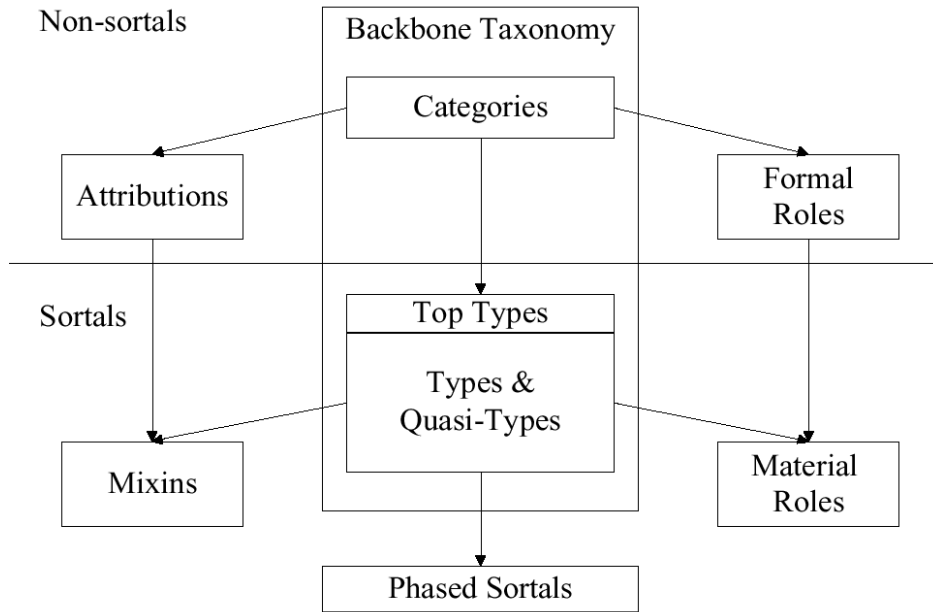 Non-sortals
Backbone Taxonomy
Categories
Attributions
Formal
Roles
Sortals
Top Types
Types &
Quasi-Types
Mixins
Material
Roles
Phased Sortals